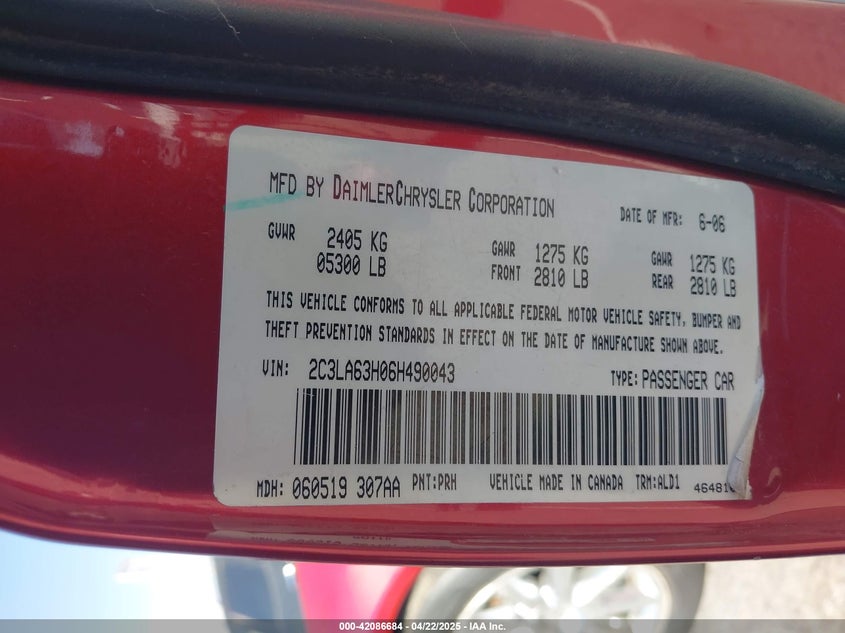 MFD BY DAIMLERCHRYSLER CORPORATION DATE OF MFR: 6-06
GVWR 2405 KG GAWR 1275 KG GAWR 1275 KG
05300 LB FRONT 2810 LB REAR 2810 LB
THIS VEHICLE CONFORMS TO ALL APPLICABLE FEDERAL MOTOR VEHICLE SAFETY, BUMPER AND
THEFT PREVENTION STANDARDS IN EFFECT ON THE DATE OF MANUFACTURE SHOWN ABOVE.
VIN: 2C3LA63H06H490043 TYPE: PASSENGER CAR
MDH: 060519 307AA PNT:PRH VEHICLE MADE IN CANADA TRM:ALD1
000-42086684 - 04/22/2025 - IAA Inc.